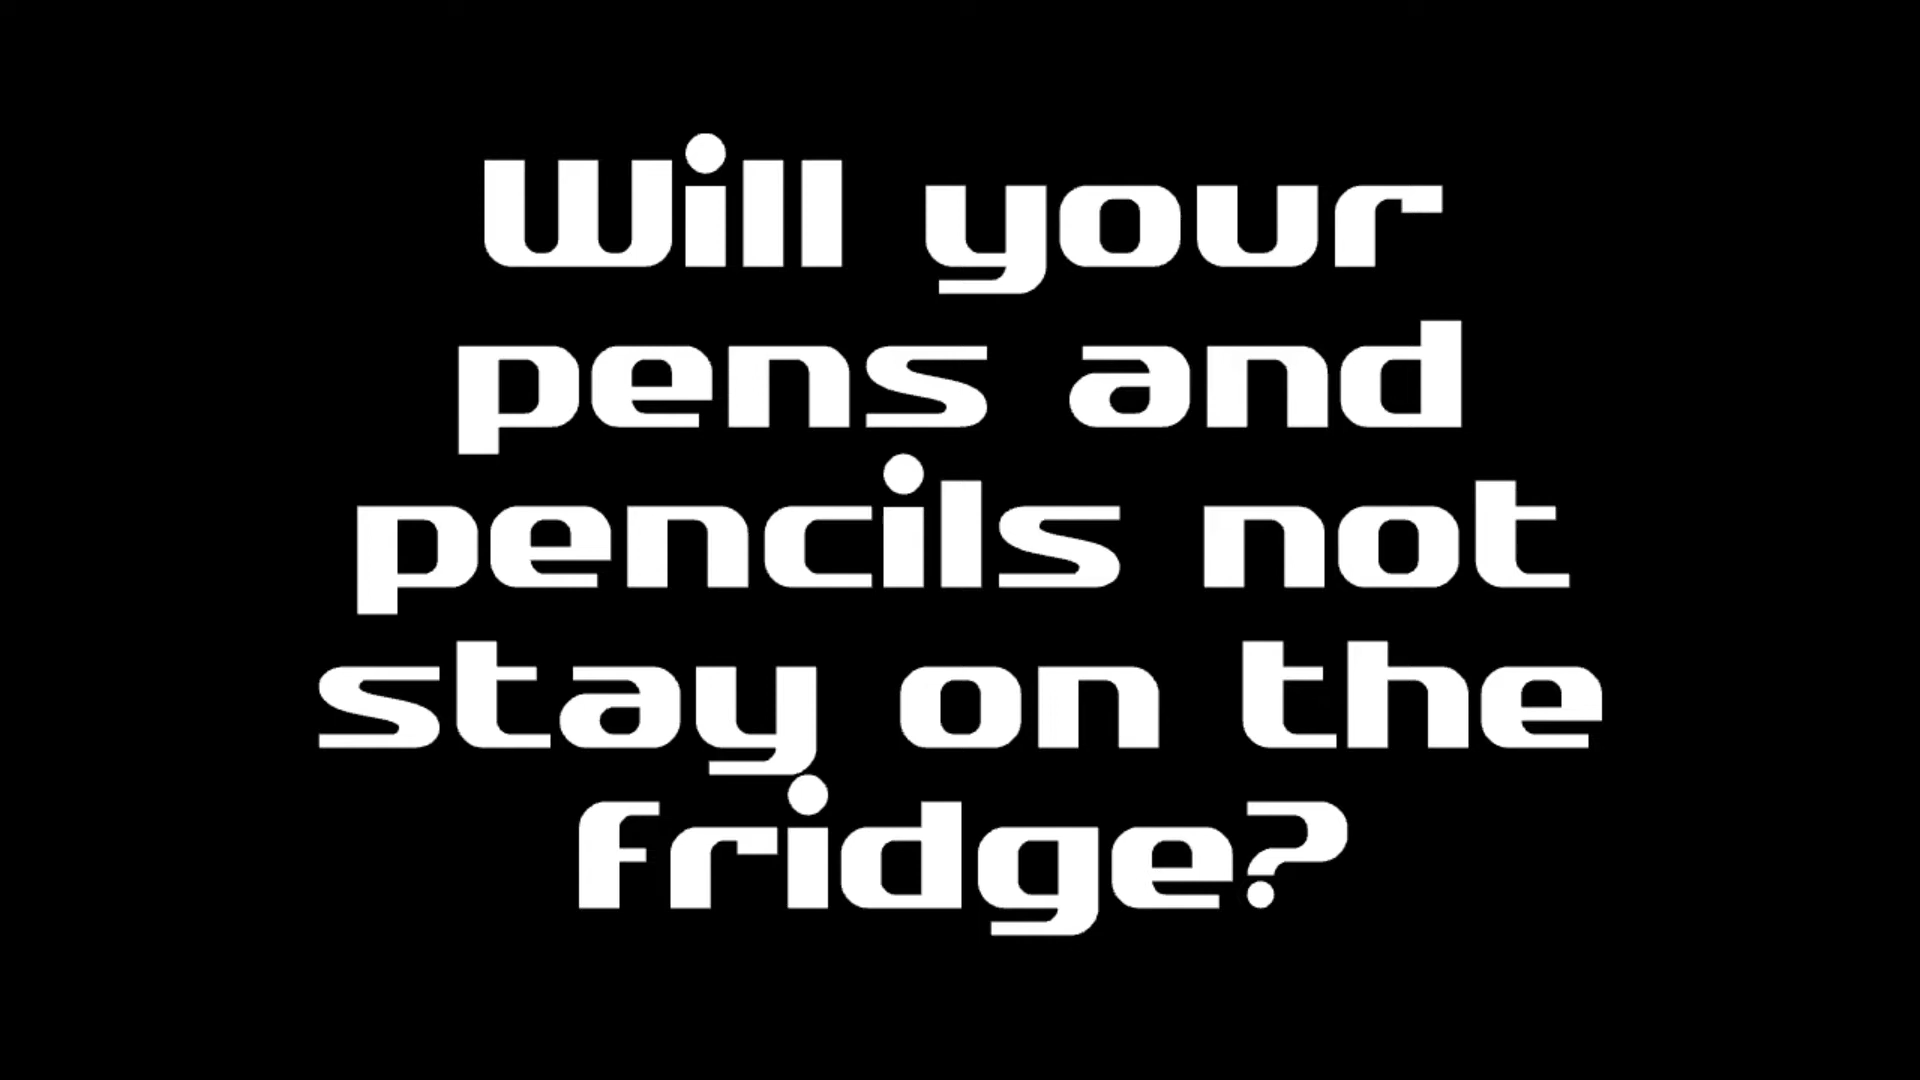 Will your
pens and
pencils not
stay on the
fridge?